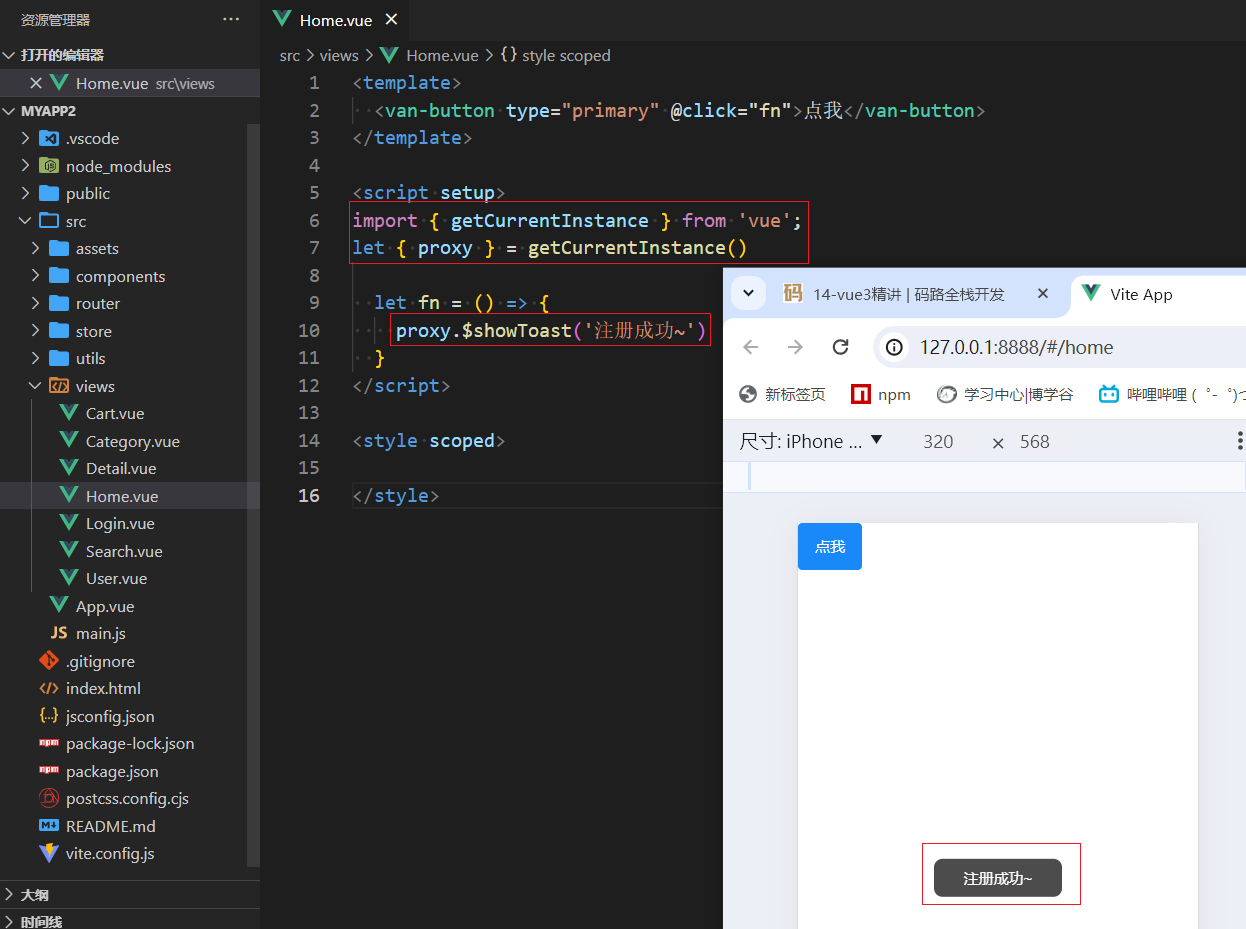 资源管理器 ···
打开的编辑器
Home.vue src\views
MYAPP2
.vscode
node_modules
public
src
assets
components
router
store
utils
views
Cart.vue
Category.vue
Detail.vue
Home.vue
Login.vue
Search.vue
User.vue
App.vue
JS main.js
.gitignore
index.html
jsconfig.json
package-lock.json
package.json
postcss.config.cjs
README.md
vite.config.js
大纲
时间线
Home.vue
src > views > Home.vue > {} style scoped
1 <template>
2 <van-button type="primary" @click="fn">点我</van-button>
3 </template>
4
5 <script setup>
6 import { getCurrentInstance } from 'vue';
7 let { proxy } = getCurrentInstance()
8
9 let fn = () => {
10 proxy.$showToast('注册成功~')
11 }
12 </script>
13
14 <style scoped>
15
16 </style>
码 14-vue3精讲 | 码路全栈开发
Vite App
127.0.0.1:8888/#/home
新标签页 npm 学习中心|博学谷 哔哩哔哩 (゜-゜)つ
尺寸: iPhone ... ▼ 320 × 568
点我
注册成功~